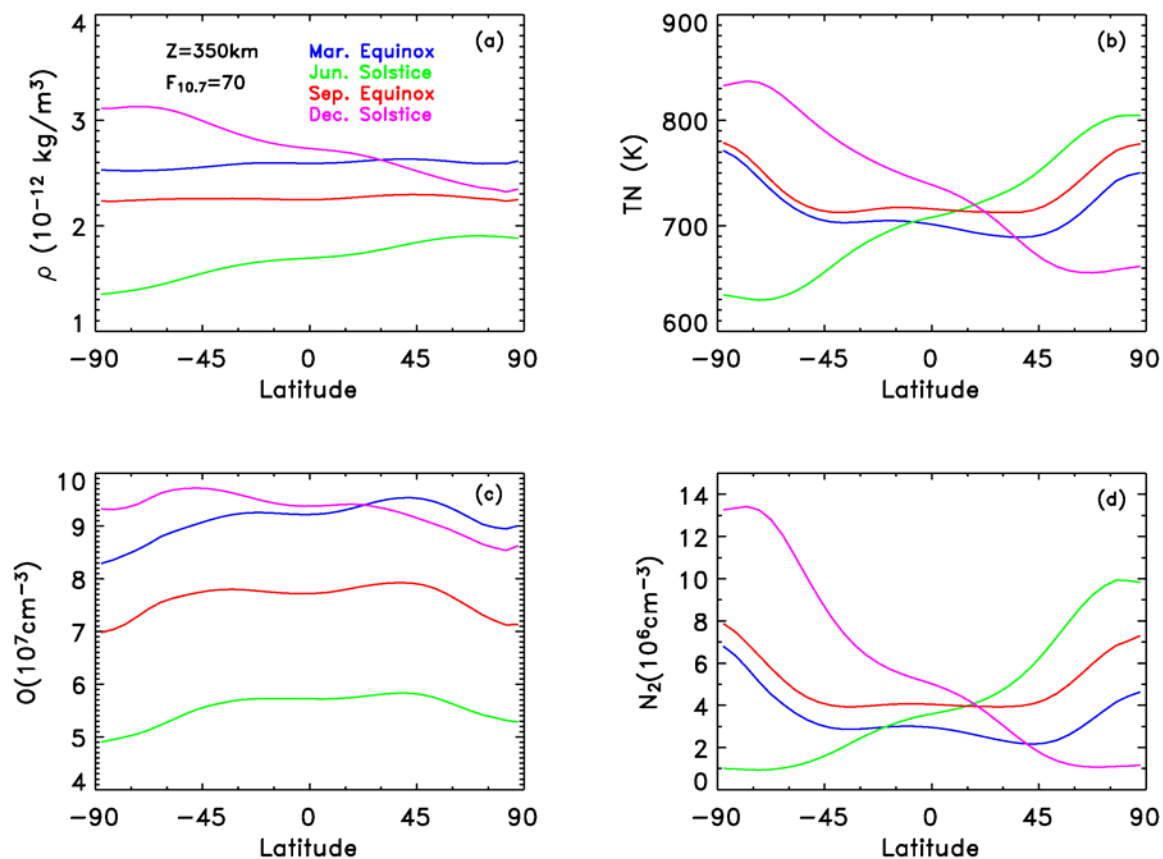 (a)
Z=350km
F10.7=70
Mar. Equinox
Jun. Solstice
Sep. Equinox
Dec. Solstice
ρ (10−12 kg/m3)
4
3
2
1
−90 −45 0 45 90
Latitude
(b)
TN (K)
900
800
700
600
−90 −45 0 45 90
Latitude
(c)
O(107cm−3)
10
9
8
7
6
5
4
−90 −45 0 45 90
Latitude
(d)
N2(106cm−3)
14
12
10
8
6
4
2
0
−90 −45 0 45 90
Latitude